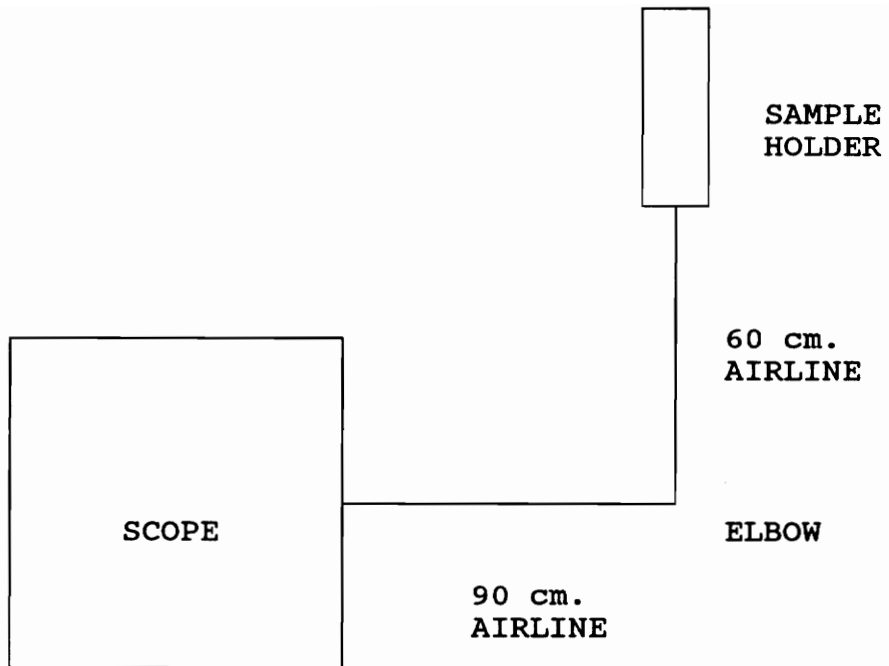 SAMPLE
HOLDER
60 cm.
AIRLINE
SCOPE
ELBOW
90 cm.
AIRLINE